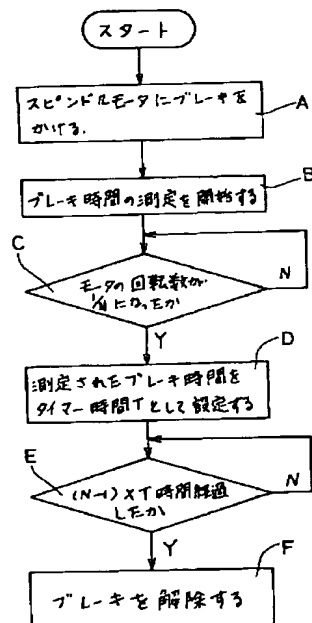 スタート
スピンドルモータにブレーキを
かける.
A
ブレーキ時間の測定を開始する
B
C
モータの回転数が
1/Nになったか
N
Y
D
測定されたブレーキ時間を
タイマー時間Tとして設定する
E
(N-1)×T時間経過
したか
N
Y
F
ブレーキを解除する